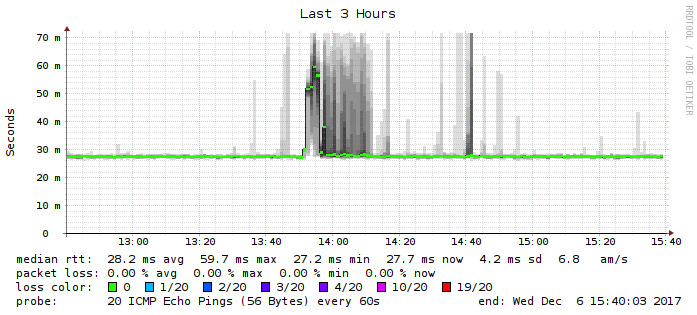 Last 3 Hours
RRDTOOL / TOBI OETIKER
Seconds
70 m
60 m
50 m
40 m
30 m
20 m
10 m
0
13:00 13:20 13:40 14:00 14:20 14:40 15:00 15:20 15:40
median rtt: 28.2 ms avg 59.7 ms max 27.2 ms min 27.7 ms now 4.2 ms sd 6.8 am/s
packet loss: 0.00 % avg 0.00 % max 0.00 % min 0.00 % now
loss color: 0 1/20 2/20 3/20 4/20 10/20 19/20
probe: 20 ICMP Echo Pings (56 Bytes) every 60s end: Wed Dec 6 15:40:03 2017